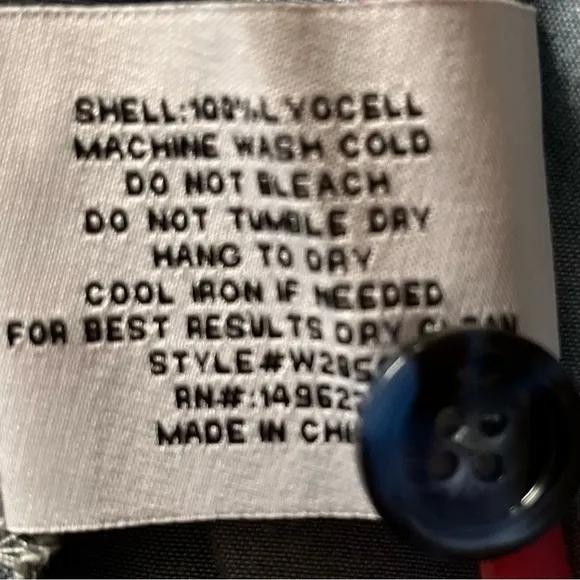 SHELL:100% LYOCELL
MACHINE WASH COLD
DO NOT BLEACH
DO NOT TUMBLE DRY
HANG TO DRY
COOL IRON IF NEEDED
FOR BEST RESULTS DRY CLEAN
STYLE#
RN#:
MADE IN